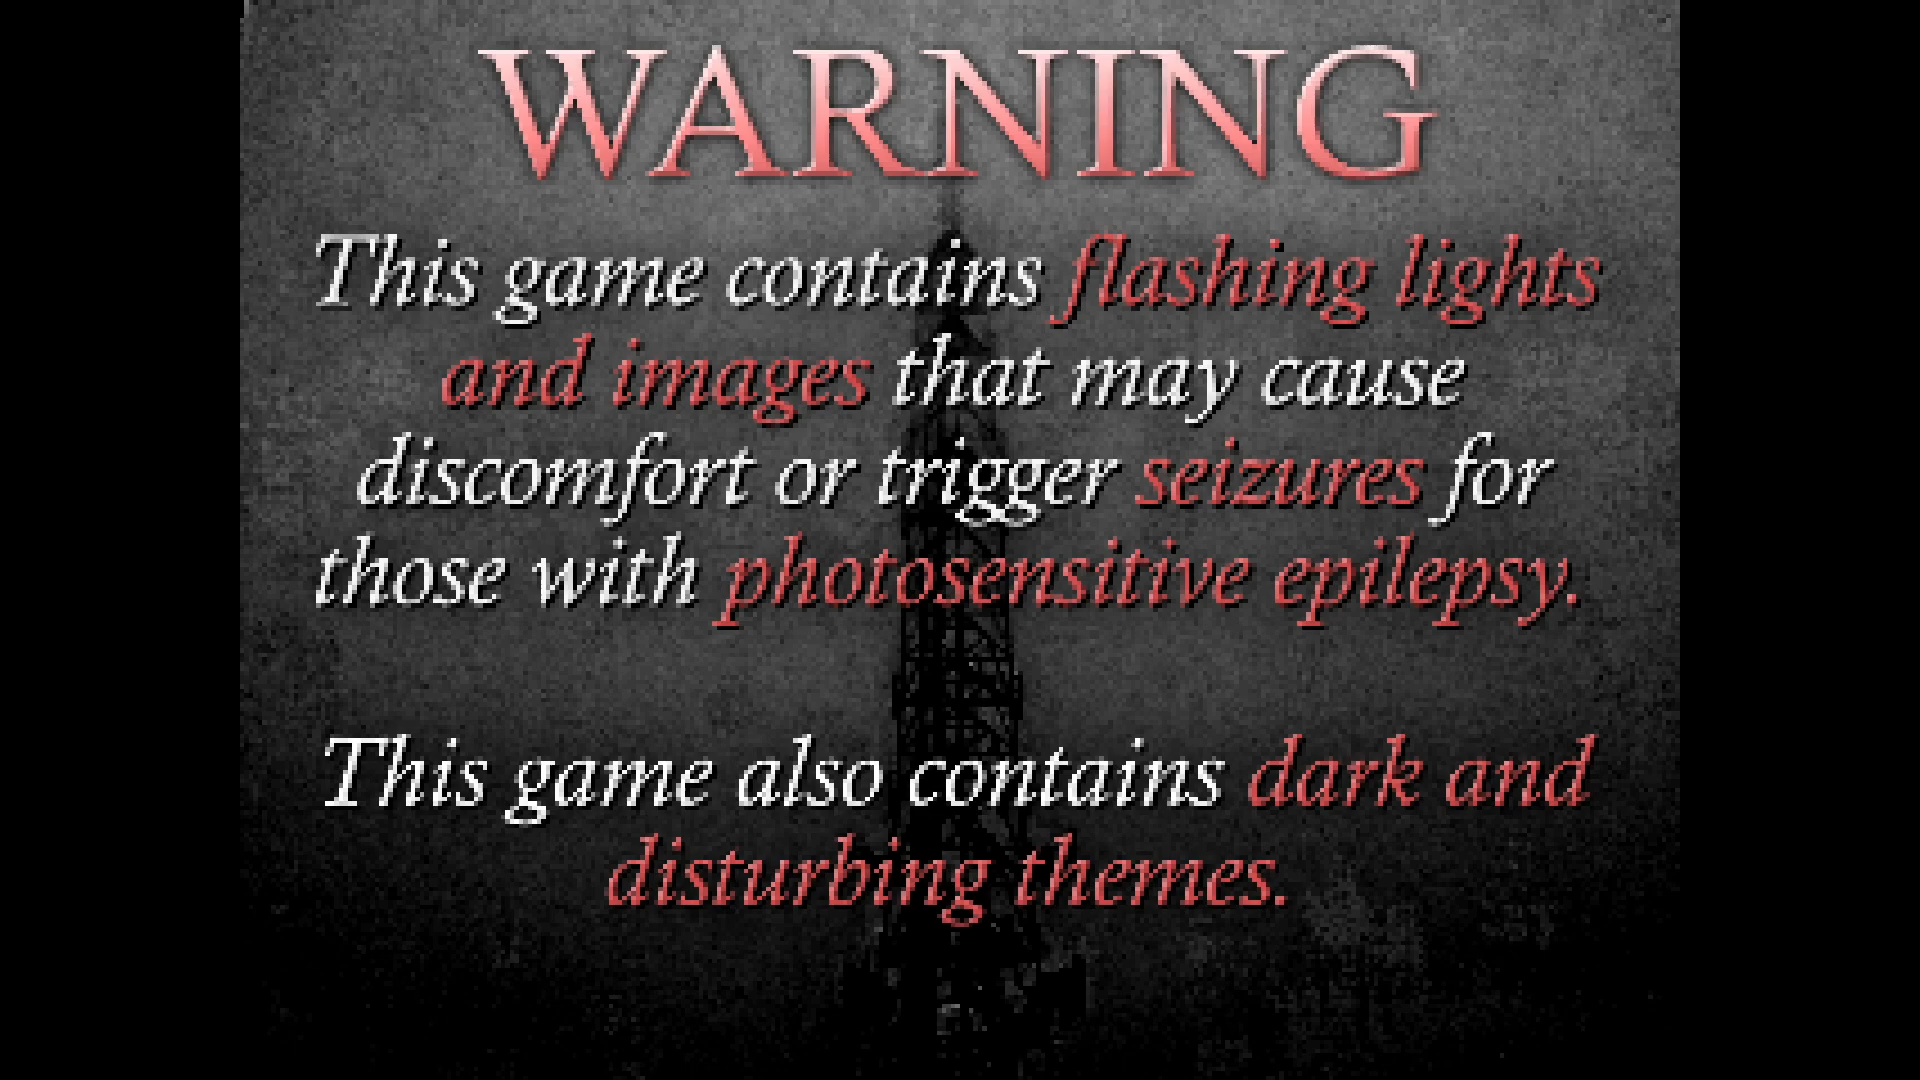 WARNING
This game contains flashing lights
and images that may cause
discomfort or trigger seizures for
those with photosensitive epilepsy.
This game also contains dark and
disturbing themes.